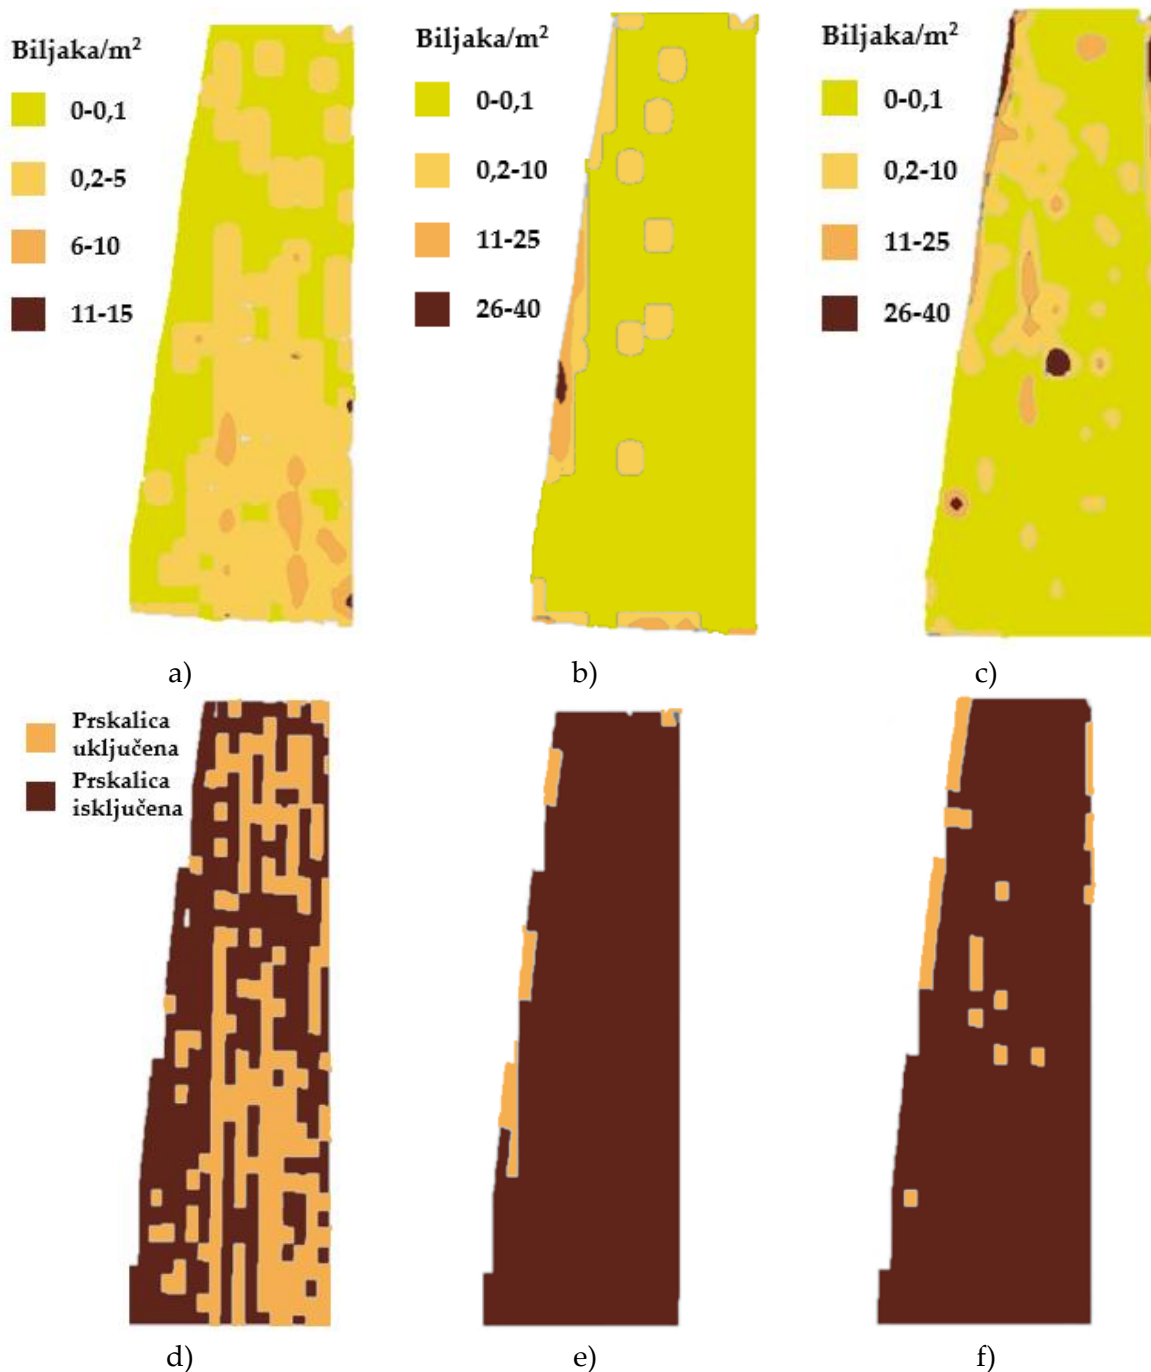 Biljaka/m²
0-0,1
0,2-5
6-10
11-15
Biljaka/m²
0-0,1
0,2-10
11-25
26-40
Biljaka/m²
0-0,1
0,2-10
11-25
26-40
a)
b)
c)
Prskalica
uključena
Prskalica
isključena
d)
e)
f)